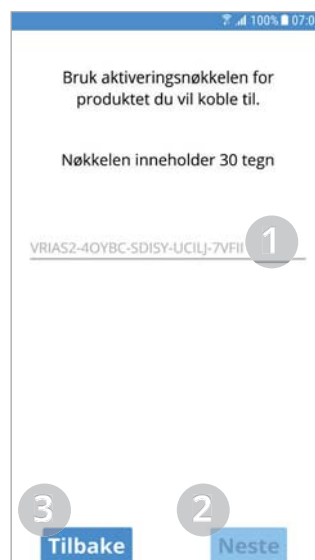 100% 07:0
Bruk aktiveringsnøkkelen for
produktet du vil koble til.
Nøkkelen inneholder 30 tegn
VRIAS2-4OYBC-SDISY-UCILJ-7VFII
1
3
2
Tilbake
Neste